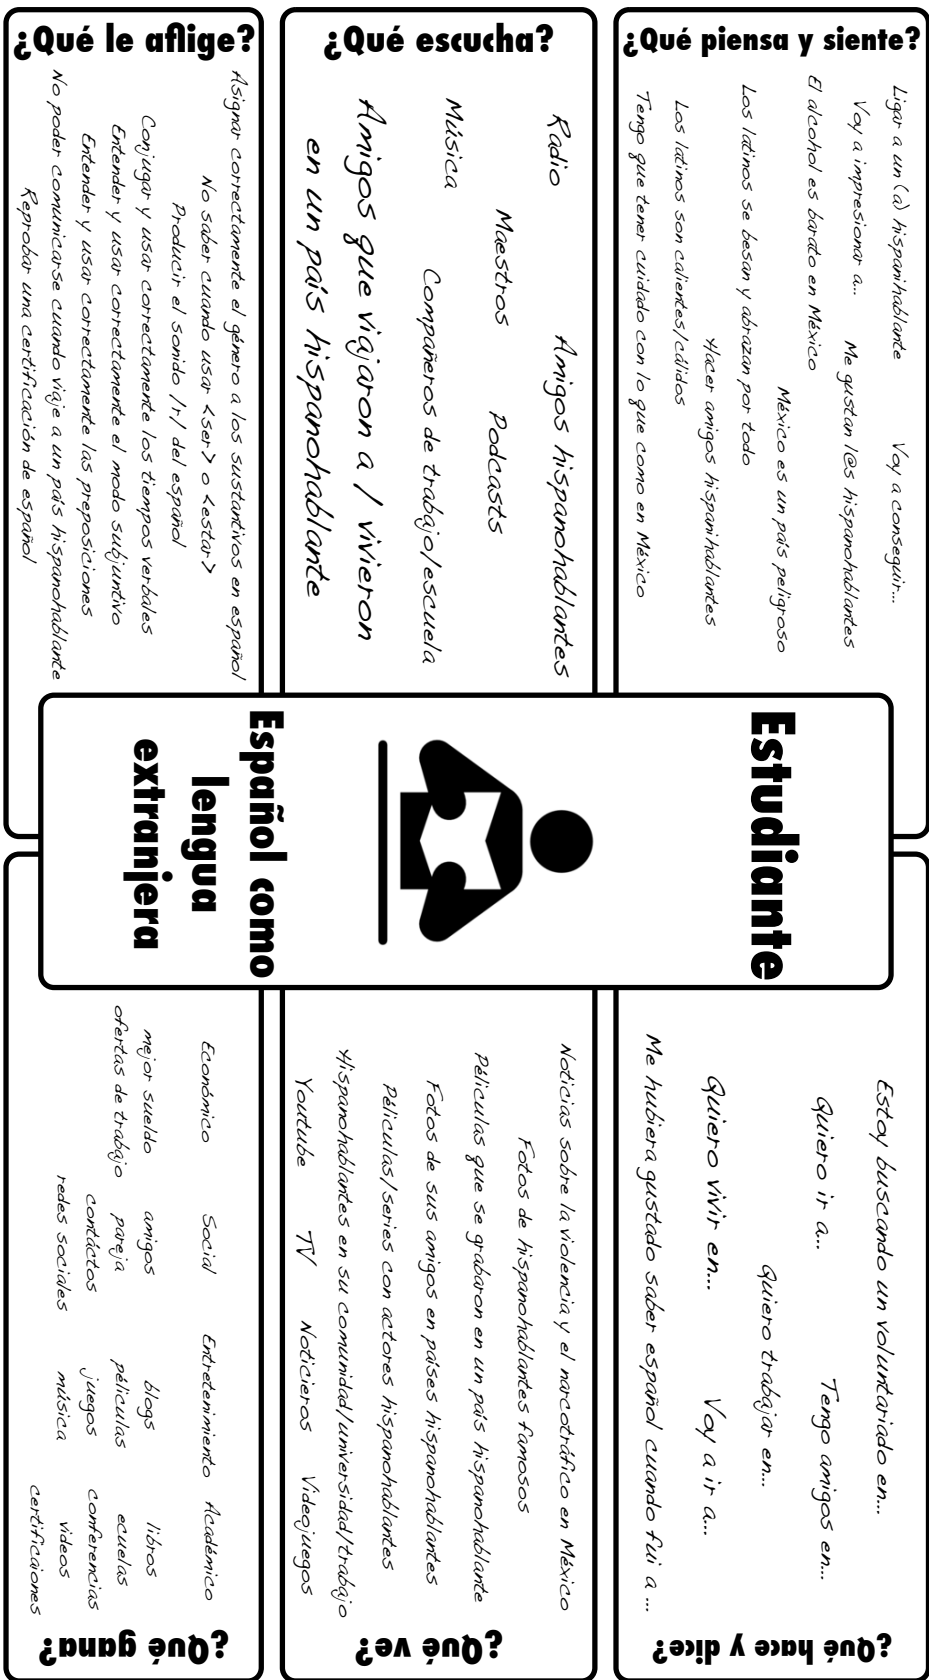 ¿Qué piensa y siente?
Ligar a un (a) hispanihablante
Voy a conseguir...
Voy a impresionar a...
Me gustan l@s hispanohablantes
El alcohol es barato en México
México es un país peligroso
Los latinos se besan y abrazan por todo
Hacer amigos hispanihablantes
Los latinos son calientes/cálidos
Tengo que tener cuidado con lo que como en México
¿Qué escucha?
Radio
Amigos hispanohablantes
Maestros
Podcasts
Música
Compañeros de trabajo/escuela
Amigos que viajaron a / vivieron
en un país hispanohablante
¿Qué le aflige?
Asignar correctamente el género a los sustantivos en español
No saber cuando usar <ser> o <estar>
Producir el sonido /r/ del español
Conjugar y usar correctamente los tiempos verbales
Entender y usar correctamente el modo subjuntivo
Entender y usar correctamente las preposiciones
No poder comunicarse cuando viaje a un país hispanohablante
Reprobar una certificación de español
Estudiante
Español como
lengua
extranjera
¿Qué hace y dice?
Estoy buscando un voluntariado en...
Quiero ir a...
Tengo amigos en...
Quiero trabajar en...
Quiero vivir en...
Voy a ir a...
Me hubiera gustado saber español cuando fui a ...
¿Qué ve?
Noticias sobre la violencia y el narcotráfico en México
Fotos de hispanohablantes famosos
Péliculas que se grabaron en un país hispanohablante
Fotos de sus amigos en países hispanohablantes
Péliculas/series con actores hispanohablantes
Hispanohablantes en su comunidad/universidad/trabajo
Youtube TV Noticieros Videojuegos
¿Qué gana?
Económico Social Entretenimiento Académico
mejor sueldo amigos blogs libros
ofertas de trabajo pareja péliculas ecuelas
contáctos juegos conferencias
redes sociales música videos
certificaiones